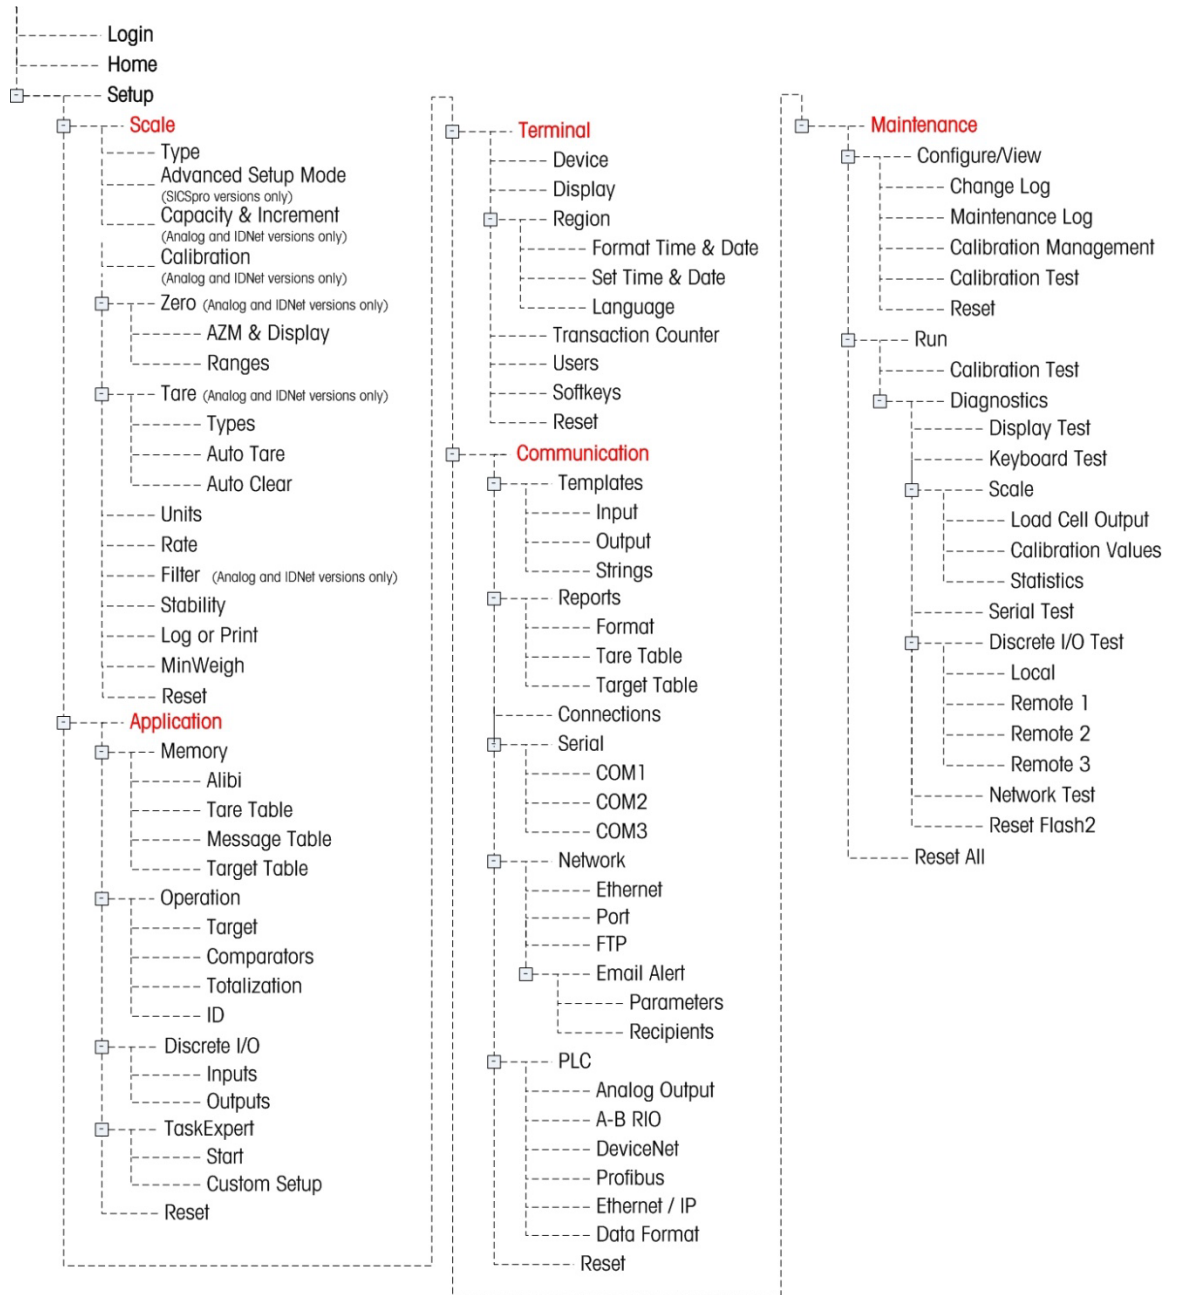 Login
Home
Setup
Scale
Type
Advanced Setup Mode
(SICSpro versions only)
Capacity & Increment
(Analog and IDNet versions only)
Calibration
(Analog and IDNet versions only)
Zero (Analog and IDNet versions only)
AZM & Display
Ranges
Tare (Analog and IDNet versions only)
Types
Auto Tare
Auto Clear
Units
Rate
Filter (Analog and IDNet versions only)
Stability
Log or Print
MinWeigh
Reset
Application
Memory
Alibi
Tare Table
Message Table
Target Table
Operation
Target
Comparators
Totalization
ID
Discrete I/O
Inputs
Outputs
TaskExpert
Start
Custom Setup
Reset
Terminal
Device
Display
Region
Format Time & Date
Set Time & Date
Language
Transaction Counter
Users
Softkeys
Reset
Communication
Templates
Input
Output
Strings
Reports
Format
Tare Table
Target Table
Connections
Serial
COM1
COM2
COM3
Network
Ethernet
Port
FTP
Email Alert
Parameters
Recipients
PLC
Analog Output
A-B RIO
DeviceNet
Profibus
Ethernet / IP
Data Format
Reset
Maintenance
Configure/View
Change Log
Maintenance Log
Calibration Management
Calibration Test
Reset
Run
Calibration Test
Diagnostics
Display Test
Keyboard Test
Scale
Load Cell Output
Calibration Values
Statistics
Serial Test
Discrete I/O Test
Local
Remote 1
Remote 2
Remote 3
Network Test
Reset Flash2
Reset All